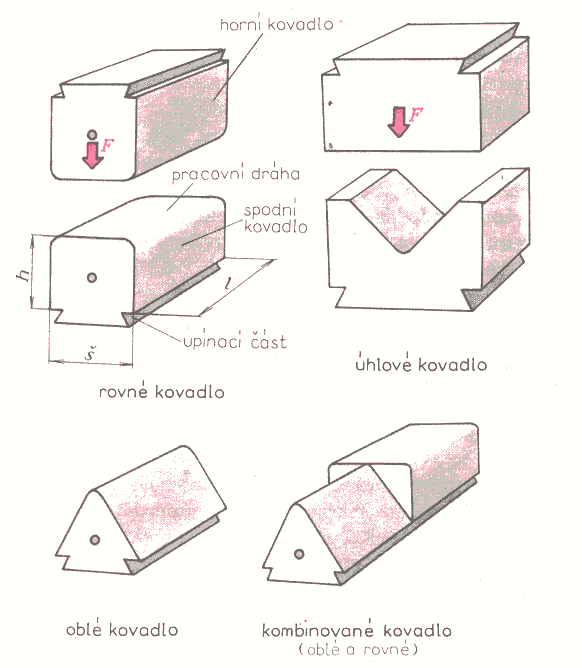 horní kovadlo
F
F
pracovní dráha
spodní
kovadlo
h
l
upínací část
š
úhlové kovadlo
rovné kovadlo
oblé kovadlo
kombinované kovadlo
(oblé a rovné)